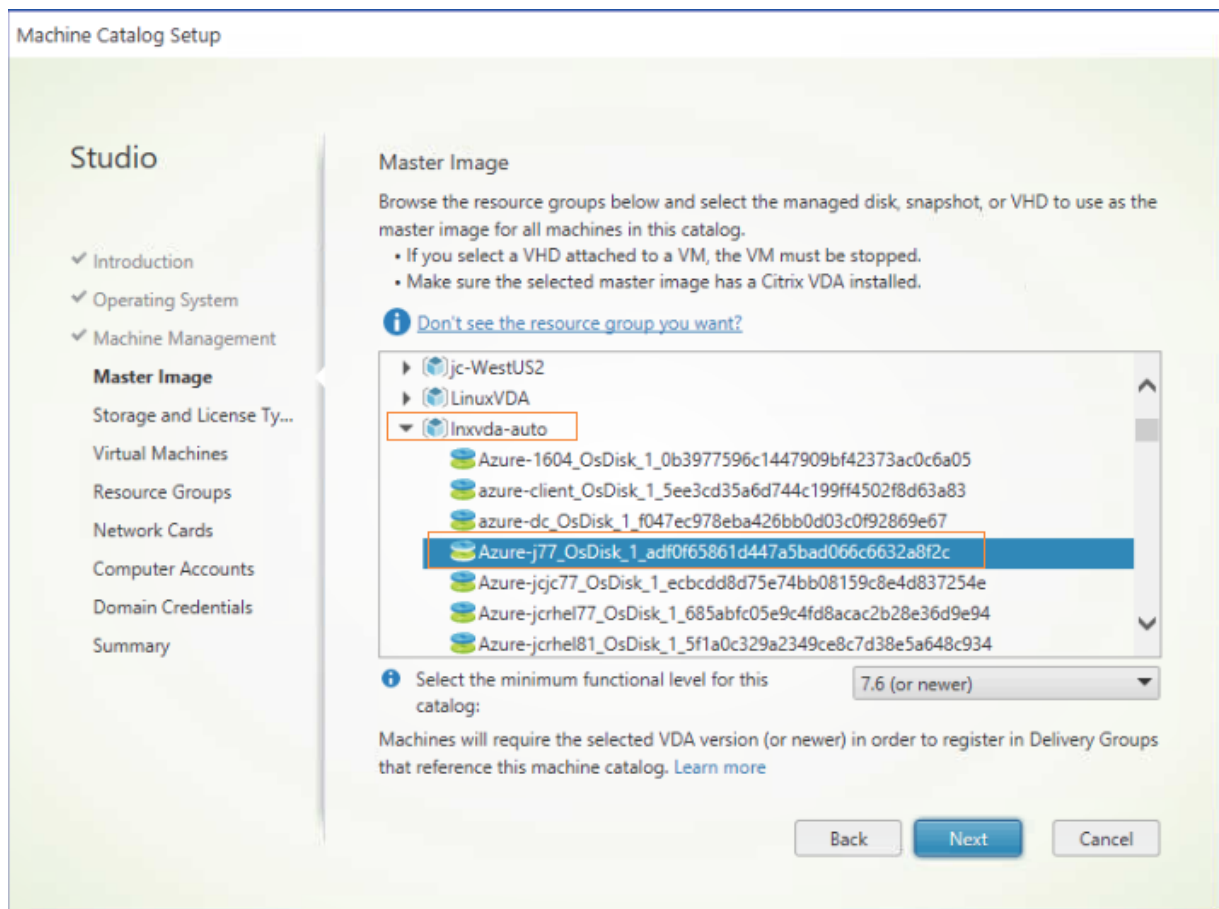 Machine Catalog Setup
Studio
Introduction
Operating System
Machine Management
Master Image
Storage and License Ty...
Virtual Machines
Resource Groups
Network Cards
Computer Accounts
Domain Credentials
Summary
Master Image
Browse the resource groups below and select the managed disk, snapshot, or VHD to use as the
master image for all machines in this catalog.
• If you select a VHD attached to a VM, the VM must be stopped.
• Make sure the selected master image has a Citrix VDA installed.
Don't see the resource group you want?
jc-WestUS2
LinuxVDA
lnxvda-auto
Azure-1604_OsDisk_1_0b3977596c1447909bf42373ac0c6a05
azure-client_OsDisk_1_5ee3cd35a6d744c199ff4502f8d63a83
azure-dc_OsDisk_1_f047ec978eba426bb0d03c0f92869e67
Azure-j77_OsDisk_1_adf0f65861d447a5bad066c6632a8f2c
Azure-jcjc77_OsDisk_1_ecbcdd8d75e74bb08159c8e4d837254e
Azure-jcrhel77_OsDisk_1_685abfc05e9c4fd8acac2b28e36d9e94
Azure-jcrhel81_OsDisk_1_5f1a0c329a2349ce8c7d38e5a648c934
Select the minimum functional level for this
catalog:
7.6 (or newer)
Machines will require the selected VDA version (or newer) in order to register in Delivery Groups
that reference this machine catalog. Learn more
Back
Next
Cancel